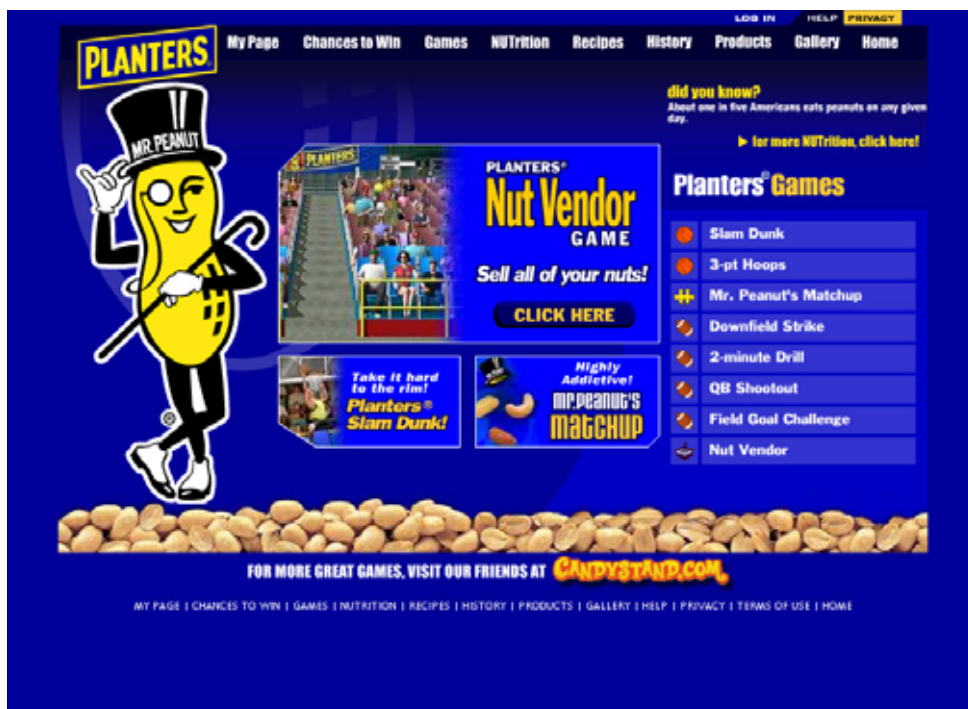 LOG IN
HELP
PRIVACY
PLANTERS®
My Page
Chances to Win
Games
NUTrition
Recipes
History
Products
Gallery
Home
did you know?
About one in five Americans eats peanuts on any given
day.
► for more NUTrition, click here!
MR. PEANUT
®
PLANTERS
PLANTERS®
Nut Vendor
GAME
Sell all of your nuts!
CLICK HERE
Planters® Games
Slam Dunk
3-pt Hoops
Mr. Peanut's Matchup
Downfield Strike
2-minute Drill
QB Shootout
Field Goal Challenge
Nut Vendor
Take it hard
to the rim!
Planters®
Slam Dunk!
Highly
Addictive!
mr.peanut's
matchup
FOR MORE GREAT GAMES, VISIT OUR FRIENDS AT CANDYSTAND.COM
MY PAGE | CHANCES TO WIN | GAMES | NUTRITION | RECIPES | HISTORY | PRODUCTS | GALLERY | HELP | PRIVACY | TERMS OF USE | HOME